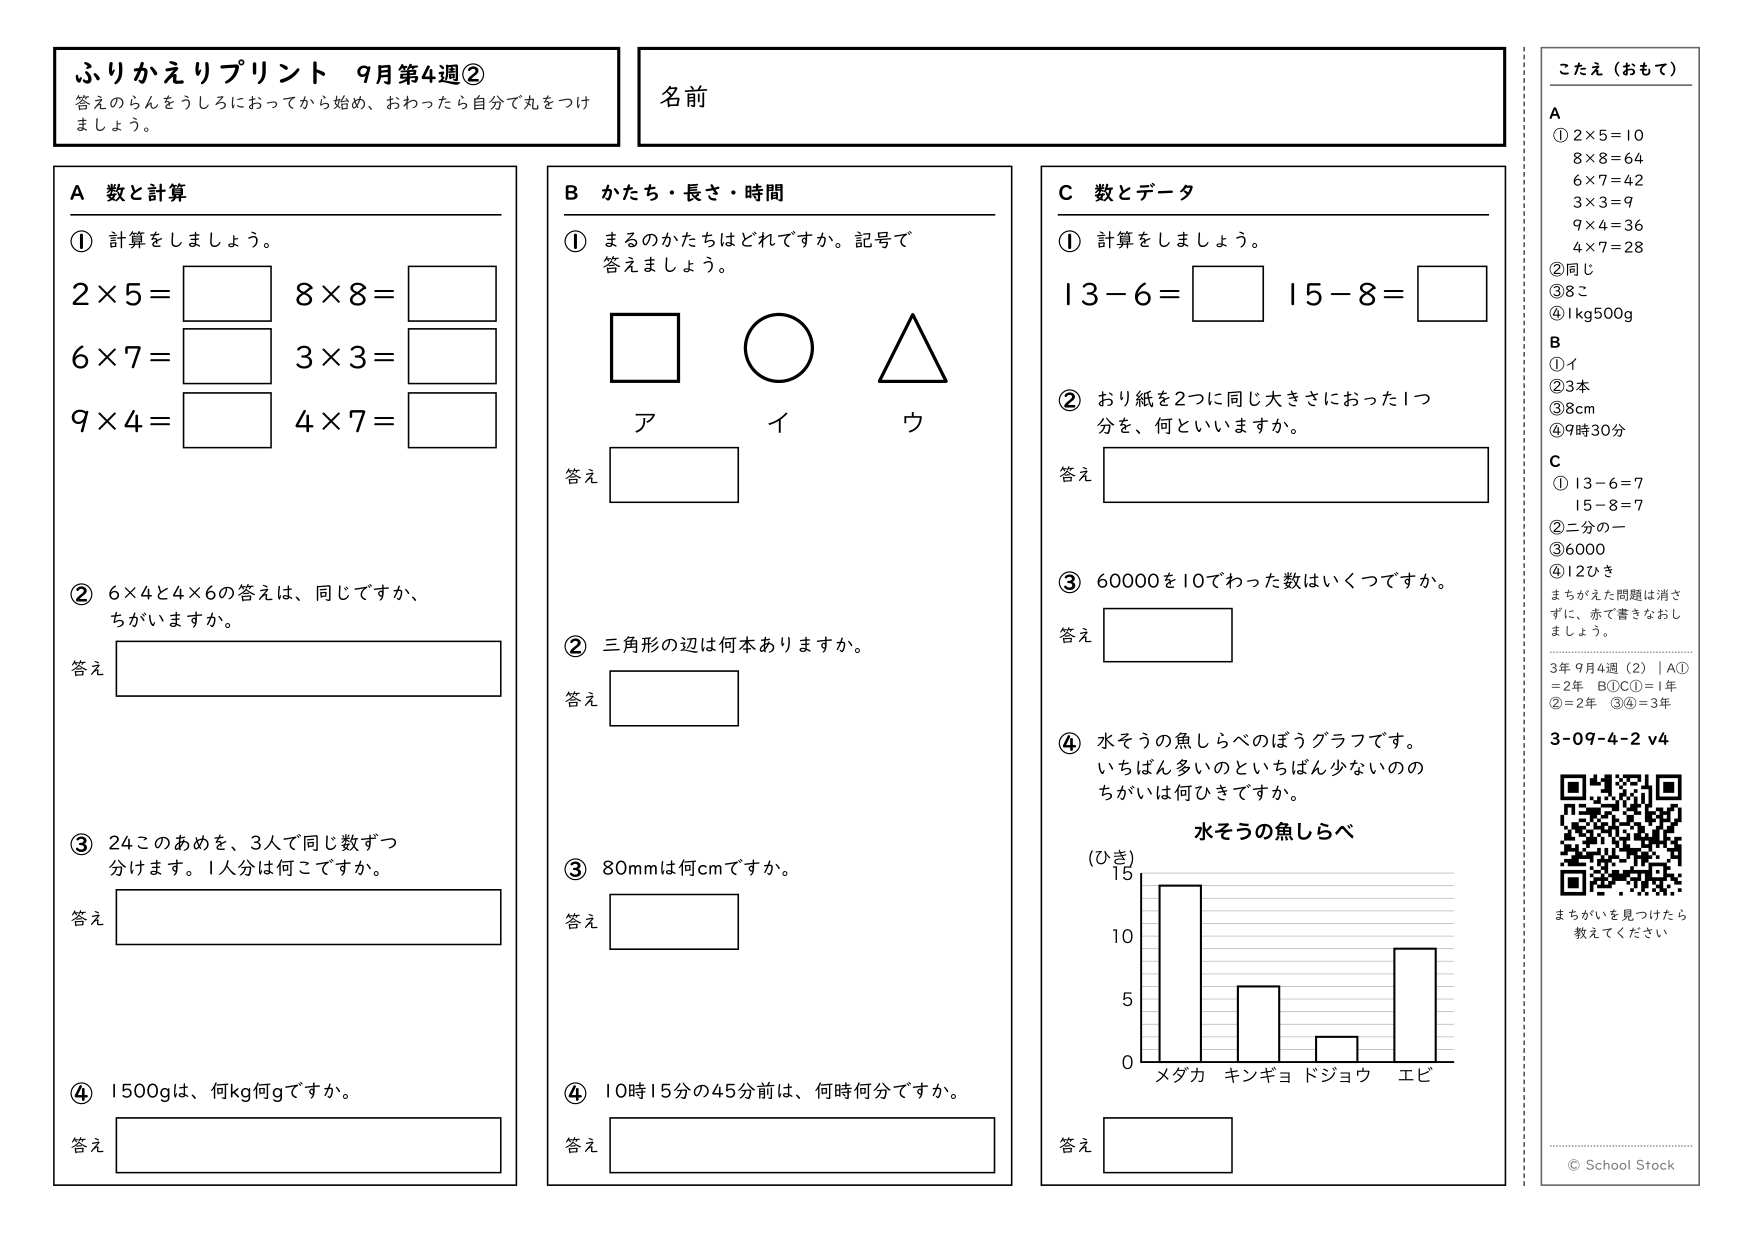 ふりかえりプリント　9月第4週②
答えのらんをうしろにおってから始め、おわったら自分で丸をつけ
ましょう。
名前
A　数と計算
① 計算をしましょう。
2×5＝　8×8＝
6×7＝　3×3＝
9×4＝　4×7＝
② 6×4と4×6の答えは、同じですか、
ちがいますか。
答え
③ 24このあめを、3人で同じ数ずつ
分けます。1人分は何こですか。
答え
④ 1500gは、何kg何gですか。
答え
B　かたち・長さ・時間
① まるのかたちはどれですか。記号で
答えましょう。
ア　イ　ウ
答え
② 三角形の辺は何本ありますか。
答え
③ 80mmは何cmですか。
答え
④ 10時15分の45分前は、何時何分ですか。
答え
C　数とデータ
① 計算をしましょう。
13－6＝　15－8＝
② おり紙を2つに同じ大きさにおった1つ
分を、何といいますか。
答え
③ 60000を10でわった数はいくつですか。
答え
④ 水そうの魚しらべのぼうグラフです。
いちばん多いのといちばん少ないのの
ちがいは何ひきですか。
水そうの魚しらべ
(ひき)
15
10
5
0
メダカ　キンギョ　ドジョウ　エビ
答え
こたえ（おもて）
A
① 2×5＝10
8×8＝64
6×7＝42
3×3＝9
9×4＝36
4×7＝28
②同じ
③8こ
④1kg500g
B
①イ
②3本
③8cm
④9時30分
C
① 13－6＝7
15－8＝7
②二分の一
③6000
④12ひき
まちがえた問題は消さ
ずに、赤で書きなおし
ましょう。
3年 9月4週（2）｜A①
＝2年　B①C①＝1年
②＝2年　③④＝3年
3-09-4-2 v4
まちがいを見つけたら
教えてください
© School Stock